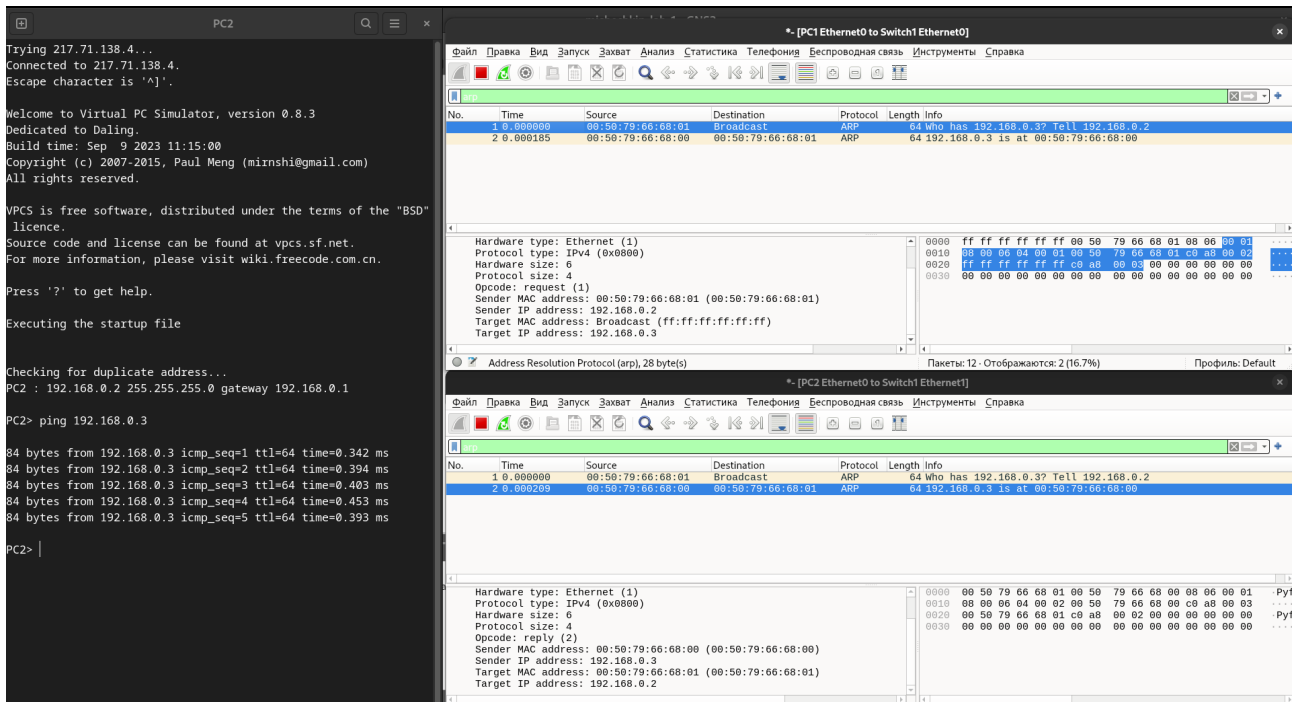 PC2
Trying 217.71.138.4...
Connected to 217.71.138.4.
Escape character is '^]'.
Welcome to Virtual PC Simulator, version 0.8.3
Dedicated to Daling.
Build time: Sep  9 2023 11:15:00
Copyright (c) 2007-2015, Paul Meng (mirnshi@gmail.com)
All rights reserved.
VPCS is free software, distributed under the terms of the "BSD"
licence.
Source code and license can be found at vpcs.sf.net.
For more information, please visit wiki.freecode.com.cn.
Press '?' to get help.
Executing the startup file
Checking for duplicate address...
PC2 : 192.168.0.2 255.255.255.0 gateway 192.168.0.1
PC2> ping 192.168.0.3
84 bytes from 192.168.0.3 icmp_seq=1 ttl=64 time=0.342 ms
84 bytes from 192.168.0.3 icmp_seq=2 ttl=64 time=0.394 ms
84 bytes from 192.168.0.3 icmp_seq=3 ttl=64 time=0.403 ms
84 bytes from 192.168.0.3 icmp_seq=4 ttl=64 time=0.453 ms
84 bytes from 192.168.0.3 icmp_seq=5 ttl=64 time=0.393 ms
PC2>
*- [PC1 Ethernet0 to Switch1 Ethernet0]
Файл Правка Вид Запуск Захват Анализ Статистика Телефония Беспроводная связь Инструменты Справка
arp
No. Time Source Destination Protocol Length Info
1 0.000000 00:50:79:66:68:01 Broadcast ARP 64 Who has 192.168.0.3? Tell 192.168.0.2
2 0.000185 00:50:79:66:68:00 00:50:79:66:68:01 ARP 64 192.168.0.3 is at 00:50:79:66:68:00
Hardware type: Ethernet (1)
Protocol type: IPv4 (0x0800)
Hardware size: 6
Protocol size: 4
Opcode: request (1)
Sender MAC address: 00:50:79:66:68:01 (00:50:79:66:68:01)
Sender IP address: 192.168.0.2
Target MAC address: Broadcast (ff:ff:ff:ff:ff:ff)
Target IP address: 192.168.0.3
0000 ff ff ff ff ff ff 00 50 79 66 68 01 08 06 00 01 ····
0010 08 00 06 04 00 01 00 50 79 66 68 01 c0 a8 00 02 ····
0020 ff ff ff ff ff ff c0 a8 00 03 00 00 00 00 00 00 ····
0030 00 00 00 00 00 00 00 00 00 00 00 00 00 00 00 00 ····
Address Resolution Protocol (arp), 28 byte(s) Пакеты: 12 · Отображаются: 2 (16.7%) Профиль: Default
*- [PC2 Ethernet0 to Switch1 Ethernet1]
Файл Правка Вид Запуск Захват Анализ Статистика Телефония Беспроводная связь Инструменты Справка
arp
No. Time Source Destination Protocol Length Info
1 0.000000 00:50:79:66:68:01 Broadcast ARP 64 Who has 192.168.0.3? Tell 192.168.0.2
2 0.000209 00:50:79:66:68:00 00:50:79:66:68:01 ARP 64 192.168.0.3 is at 00:50:79:66:68:00
Hardware type: Ethernet (1)
Protocol type: IPv4 (0x0800)
Hardware size: 6
Protocol size: 4
Opcode: reply (2)
Sender MAC address: 00:50:79:66:68:00 (00:50:79:66:68:00)
Sender IP address: 192.168.0.3
Target MAC address: 00:50:79:66:68:01 (00:50:79:66:68:01)
Target IP address: 192.168.0.2
0000 00 50 79 66 68 01 00 50 79 66 68 00 08 06 00 01 ·Pyf
0010 08 00 06 04 00 02 00 50 79 66 68 00 c0 a8 00 03 ····
0020 00 50 79 66 68 01 c0 a8 00 02 00 00 00 00 00 00 ·Pyf
0030 00 00 00 00 00 00 00 00 00 00 00 00 00 00 00 00 ····